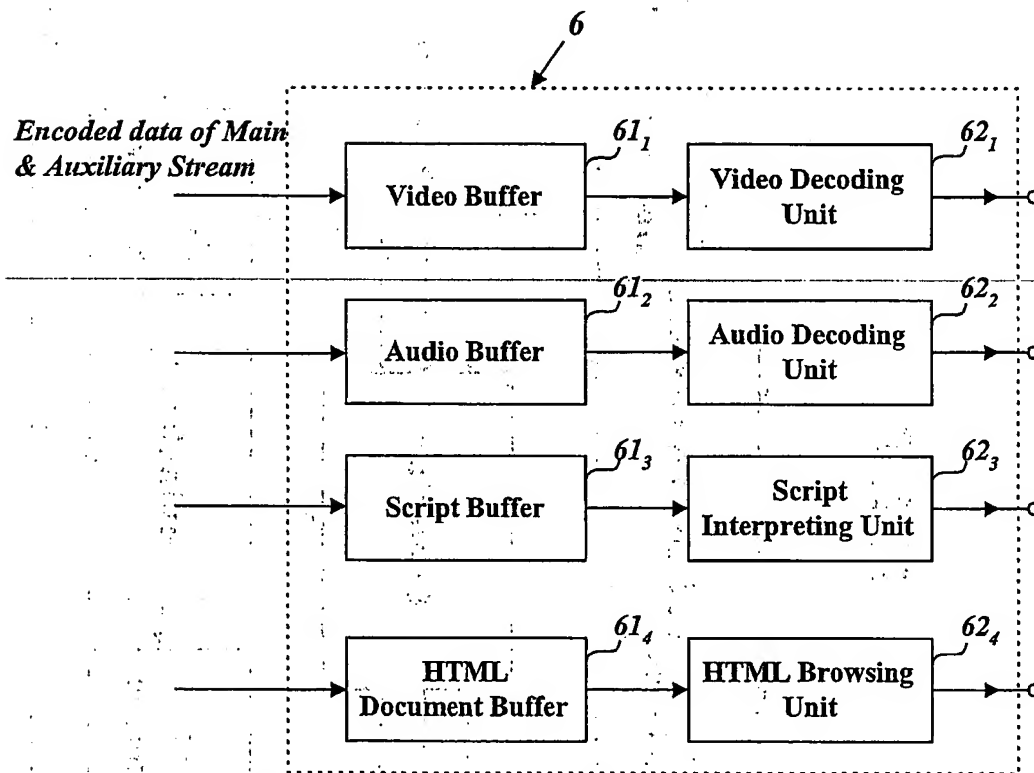 6
Encoded data of Main
& Auxiliary Stream
61₁
62₁
Video Buffer
Video Decoding
Unit
61₂
62₂
Audio Buffer
Audio Decoding
Unit
61₃
62₃
Script Buffer
Script
Interpreting Unit
61₄
62₄
HTML
Document Buffer
HTML Browsing
Unit